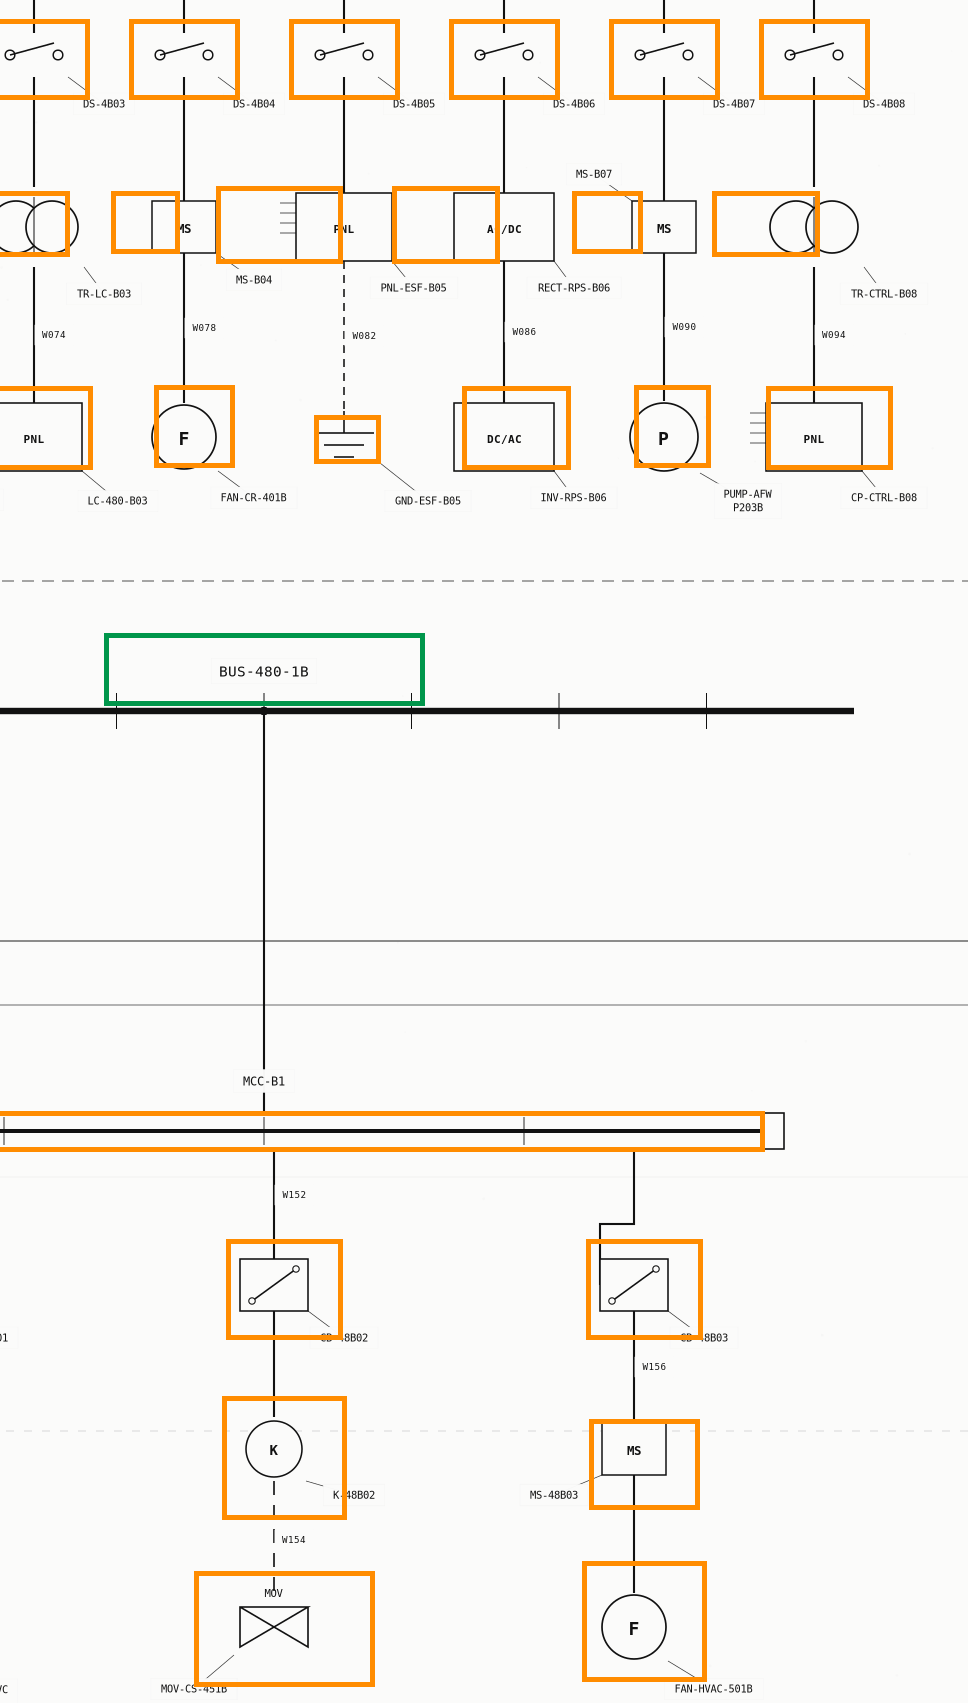 DS-4B03
DS-4B04
DS-4B05
DS-4B06
DS-4B07
DS-4B08
MS-B07
MS
PNL
AC/DC
MS
TR-LC-B03
MS-B04
PNL-ESF-B05
RECT-RPS-B06
TR-CTRL-B08
W074
W078
W082
W086
W090
W094
PNL
F
DC/AC
P
PNL
LC-480-B03
FAN-CR-401B
GND-ESF-B05
INV-RPS-B06
PUMP-AFW
P203B
CP-CTRL-B08
BUS-480-1B
MCC-B1
W152
CB-48B02
CB-48B03
W156
K
MS
K-48B02
MS-48B03
W154
MOV
F
MOV-CS-451B
FAN-HVAC-501B